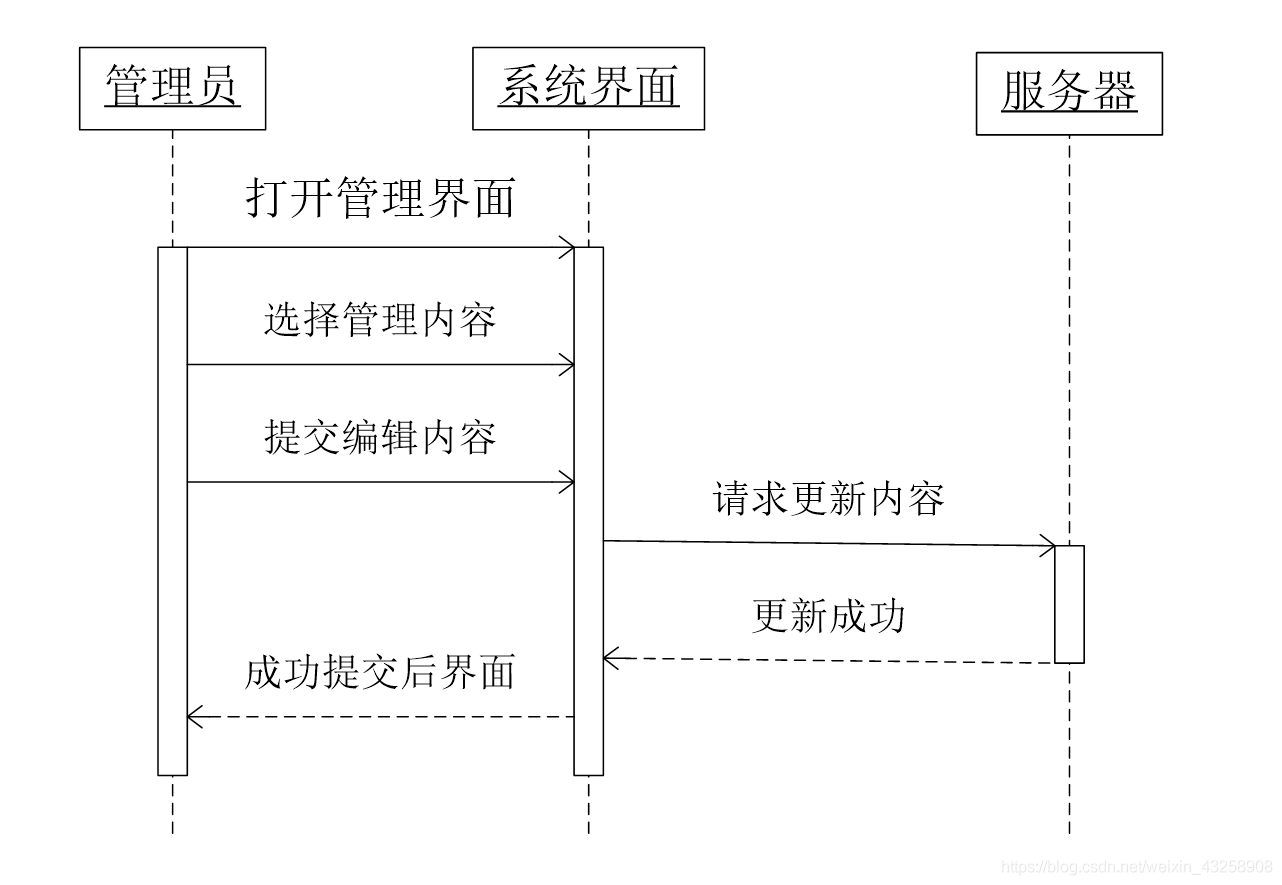 管理员
系统界面
服务器
打开管理界面
选择管理内容
提交编辑内容
请求更新内容
更新成功
成功提交后界面
https://blog.csdn.net/weixin_43258908